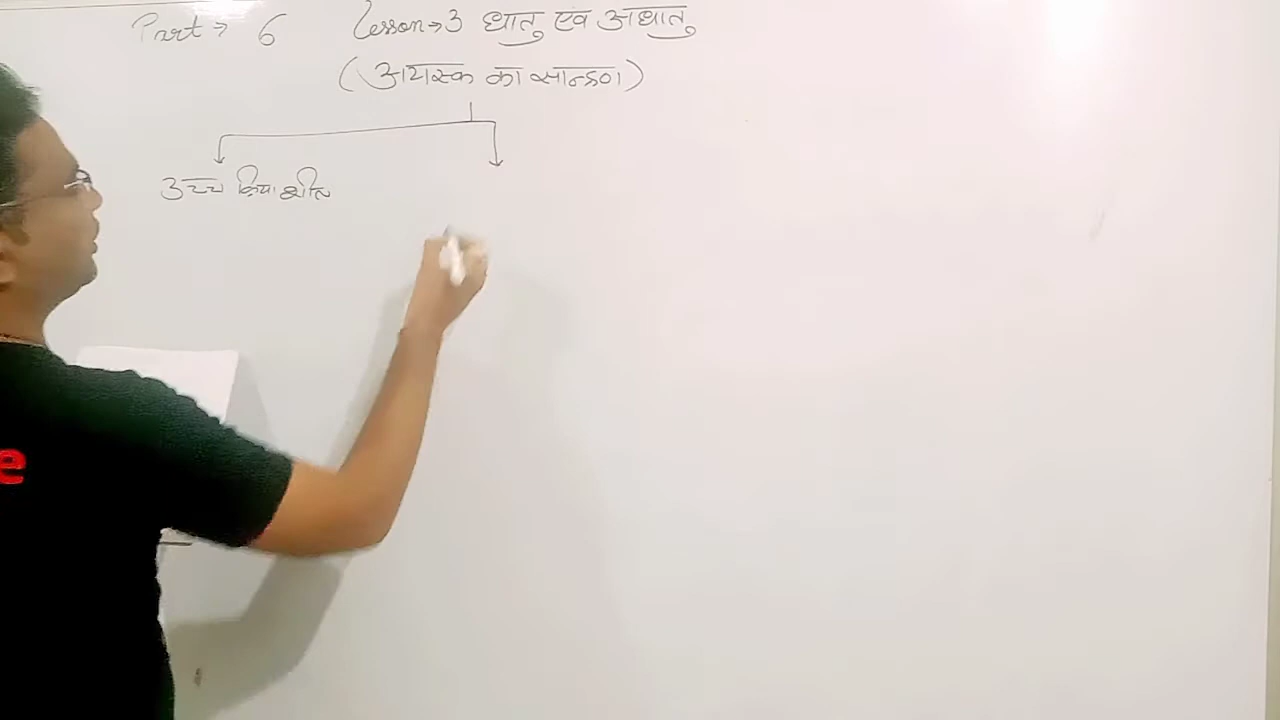 Part → 6 Lesson → 3 धातु एवं अधातु
(अयस्क का सान्द्रण)
उच्च क्रियाशील
e